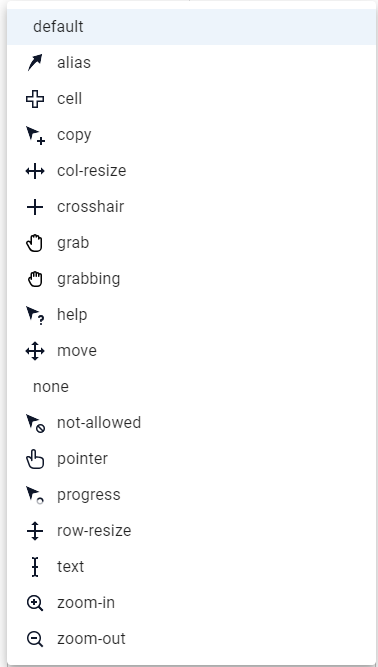 default
alias
cell
copy
col-resize
crosshair
grab
grabbing
help
move
none
not-allowed
pointer
progress
row-resize
text
zoom-in
zoom-out